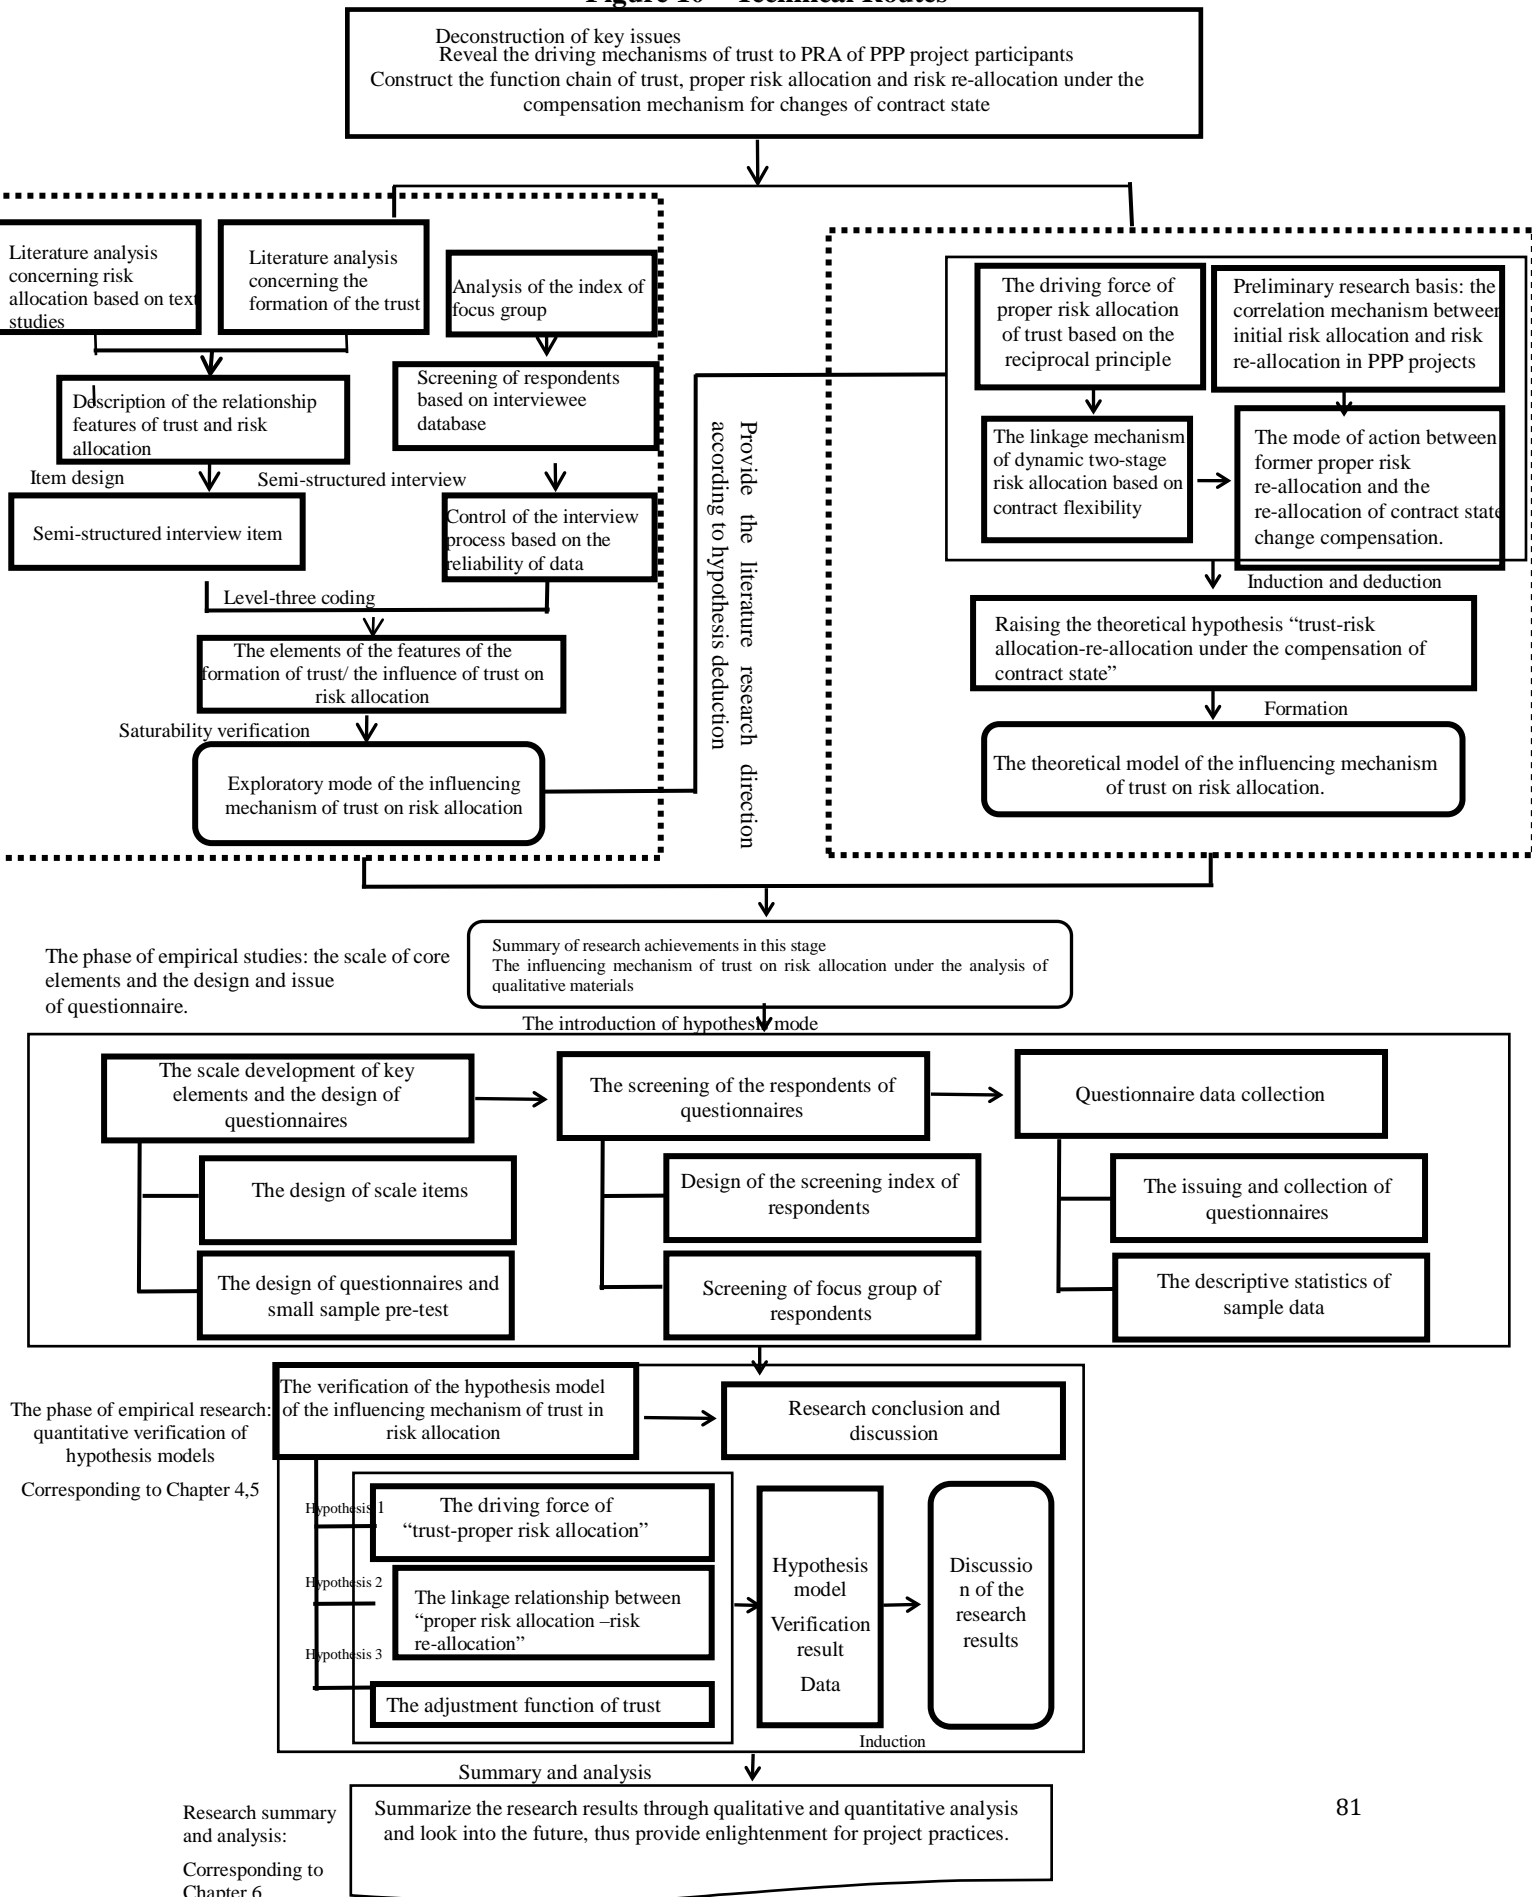 Figure 10 Technical Routes
Deconstruction of key issues
Reveal the driving mechanisms of trust to PRA of PPP project participants
Construct the function chain of trust, proper risk allocation and risk re-allocation under the
compensation mechanism for changes of contract state
Literature analysis
concerning risk
allocation based on text
studies
Literature analysis
concerning the
formation of the trust
Analysis of the index of
focus group
Description of the relationship
features of trust and risk
allocation
Screening of respondents
based on interviewee
database
Item design
Semi-structured interview
Semi-structured interview item
Control of the interview
process based on the
reliability of data
Level-three coding
The elements of the features of the
formation of trust/ the influence of trust on
risk allocation
Saturability verification
Exploratory mode of the influencing
mechanism of trust on risk allocation
Provide the literature research direction
according to hypothesis deduction
The driving force of
proper risk allocation
of trust based on the
reciprocal principle
Preliminary research basis: the
correlation mechanism between
initial risk allocation and risk
re-allocation in PPP projects
The linkage mechanism
of dynamic two-stage
risk allocation based on
contract flexibility
The mode of action between
former proper risk
re-allocation and the
re-allocation of contract state
change compensation.
Induction and deduction
Raising the theoretical hypothesis “trust-risk
allocation-re-allocation under the compensation of
contract state”
Formation
The theoretical model of the influencing mechanism
of trust on risk allocation.
The phase of empirical studies: the scale of core
elements and the design and issue
of questionnaire.
Summary of research achievements in this stage
The influencing mechanism of trust on risk allocation under the analysis of
qualitative materials
The introduction of hypothesis mode
The scale development of key
elements and the design of
questionnaires
The screening of the respondents of
questionnaires
Questionnaire data collection
The design of scale items
Design of the screening index of
respondents
The issuing and collection of
questionnaires
The design of questionnaires and
small sample pre-test
Screening of focus group of
respondents
The descriptive statistics of
sample data
The phase of empirical research:
quantitative verification of
hypothesis models
Corresponding to Chapter 4,5
The verification of the hypothesis model
of the influencing mechanism of trust in
risk allocation
Research conclusion and
discussion
Hypothesis 1
The driving force of
“trust-proper risk allocation”
Hypothesis 2
The linkage relationship between
“proper risk allocation –risk
re-allocation”
Hypothesis 3
The adjustment function of trust
Hypothesis
model
Verification
result
Data
Discussio
n of the
research
results
Induction
Summary and analysis
Research summary
and analysis:
Corresponding to
Chapter 6
Summarize the research results through qualitative and quantitative analysis
and look into the future, thus provide enlightenment for project practices.
81